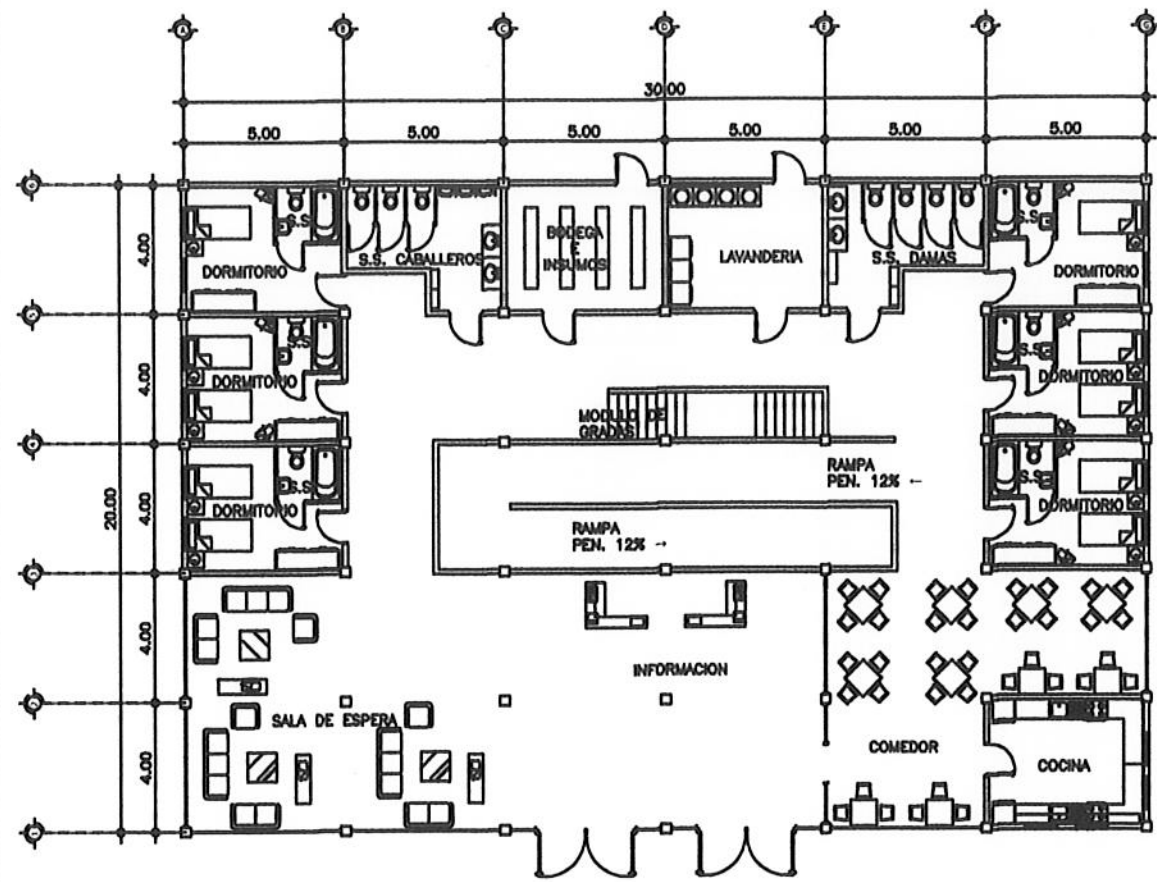 A B C D E F G
30.00
5.00 5.00 5.00 5.00 5.00 5.00
4.00
4.00
4.00
4.00
4.00
20.00
S.S.
DORMITORIO
S.S. CABALLEROS
BODEGA
E
INSUMOS
LAVANDERIA
S.S. DAMAS
S.S.
DORMITORIO
S.S.
DORMITORIO
S.S.
DORMITORIO
MODULO DE
GRADAS
S.S.
DORMITORIO
RAMPA
PEN. 12% ←
S.S.
DORMITORIO
RAMPA
PEN. 12% →
INFORMACION
SALA DE ESPERA
COMEDOR
COCINA